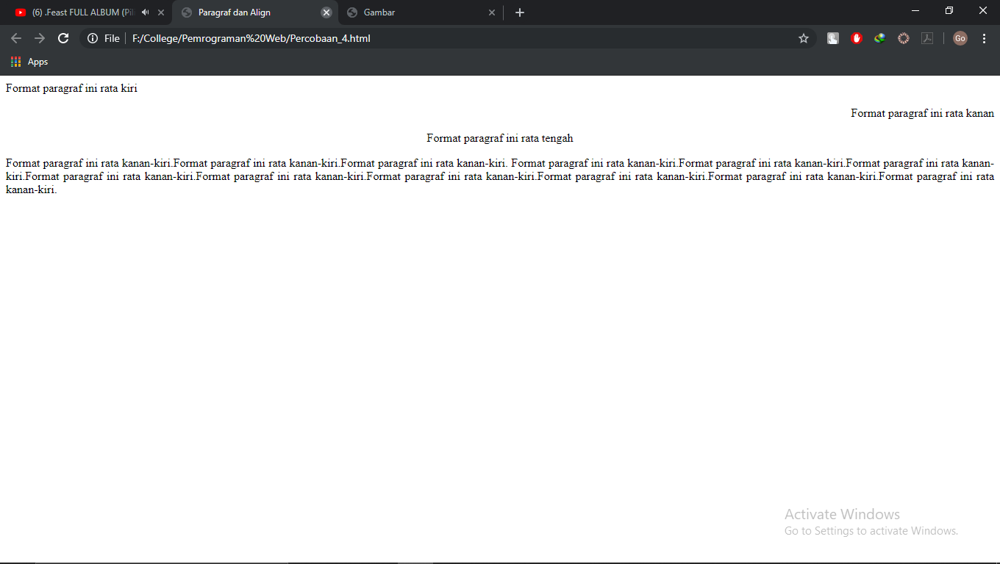 (6) .Feast FULL ALBUM (Pil
Paragraf dan Align
Gambar
File
F:/College/Pemrograman%20Web/Percobaan_4.html
Go
Apps
Format paragraf ini rata kiri
Format paragraf ini rata kanan
Format paragraf ini rata tengah
Format paragraf ini rata kanan-kiri.Format paragraf ini rata kanan-kiri.Format paragraf ini rata kanan-kiri. Format paragraf ini rata kanan-kiri.Format paragraf ini rata kanan-kiri.Format paragraf ini rata kanan-
kiri.Format paragraf ini rata kanan-kiri.Format paragraf ini rata kanan-kiri.Format paragraf ini rata kanan-kiri.Format paragraf ini rata kanan-kiri.Format paragraf ini rata kanan-kiri.Format paragraf ini rata
kanan-kiri.
Activate Windows
Go to Settings to activate Windows.